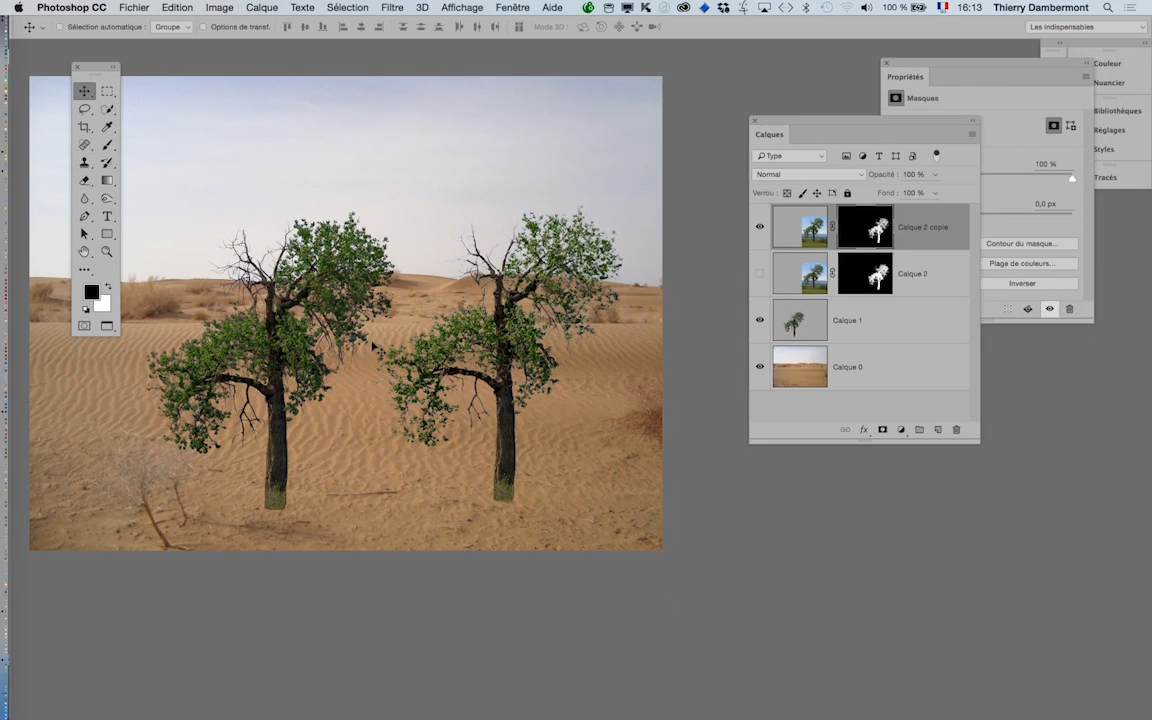 Photoshop CC Fichier Edition Image Calque Texte Sélection Filtre 3D Affichage Fenêtre Aide 100 % 16:13 Thierry Dambermont
Sélection automatique : Groupe Options de transf. Mode 3D : Les indispensables
Propriétés
Masques
100 %
0,0 px
Contour du masque...
Plage de couleurs...
Inverser
Couleur
Nuancier
Bibliothèques
Réglages
Styles
Tracés
Calques
Type
Normal Opacité : 100 %
Verrou : Fond : 100 %
Calque 2 copie
Calque 2
Calque 1
Calque 0
fx